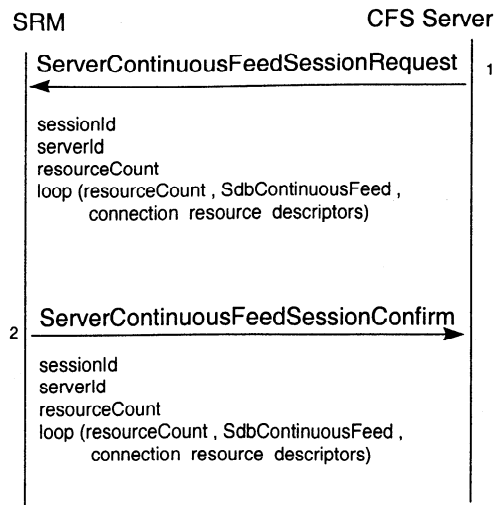 SRM
CFS Server
ServerContinuousFeedSessionRequest
1
sessionId
serverId
resourceCount
loop (resourceCount , SdbContinuousFeed ,
connection resource descriptors)
ServerContinuousFeedSessionConfirm
2
sessionId
serverId
resourceCount
loop (resourceCount , SdbContinuousFeed ,
connection resource descriptors)